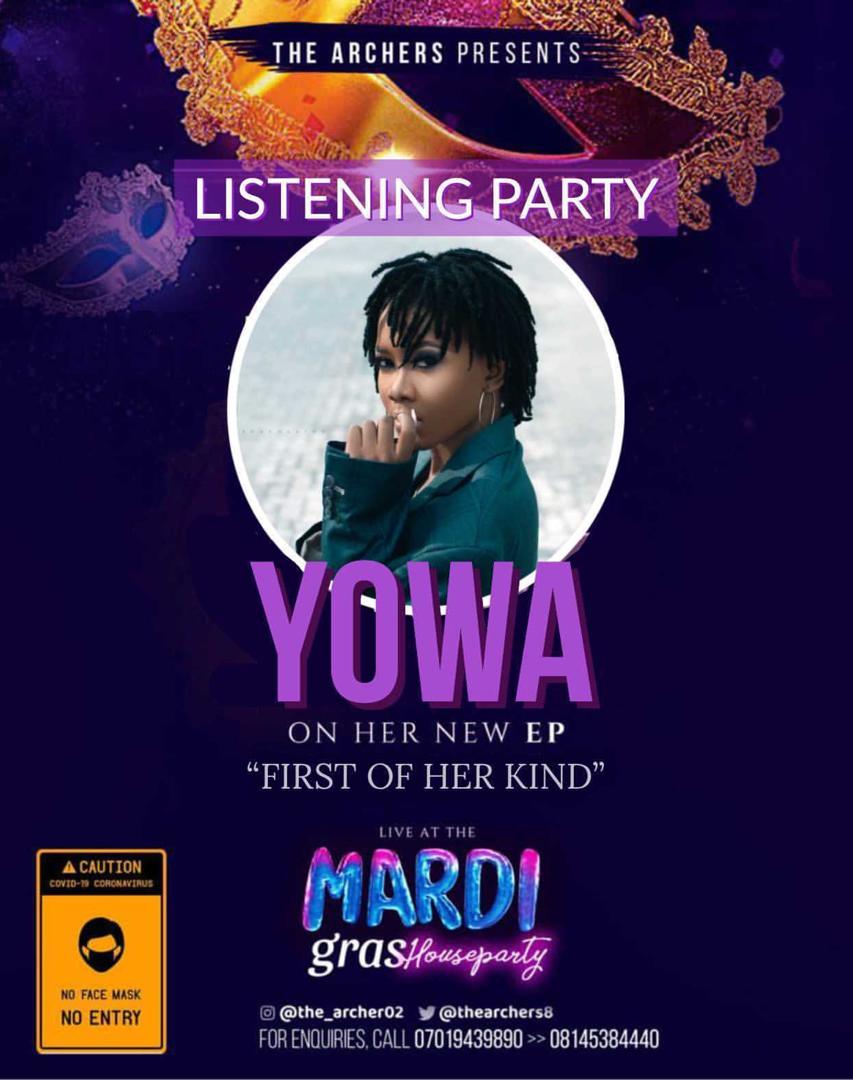 THE ARCHERS PRESENTS
LISTENING PARTY
YOWA
ON HER NEW EP
“FIRST OF HER KIND”
LIVE AT THE
MARDI
gras Houseparty
⚠ CAUTION
COVID-19 CORONAVIRUS
NO FACE MASK
NO ENTRY
@the_archer02 @thearchers8
FOR ENQUIRIES, CALL 07019439890 >> 08145384440